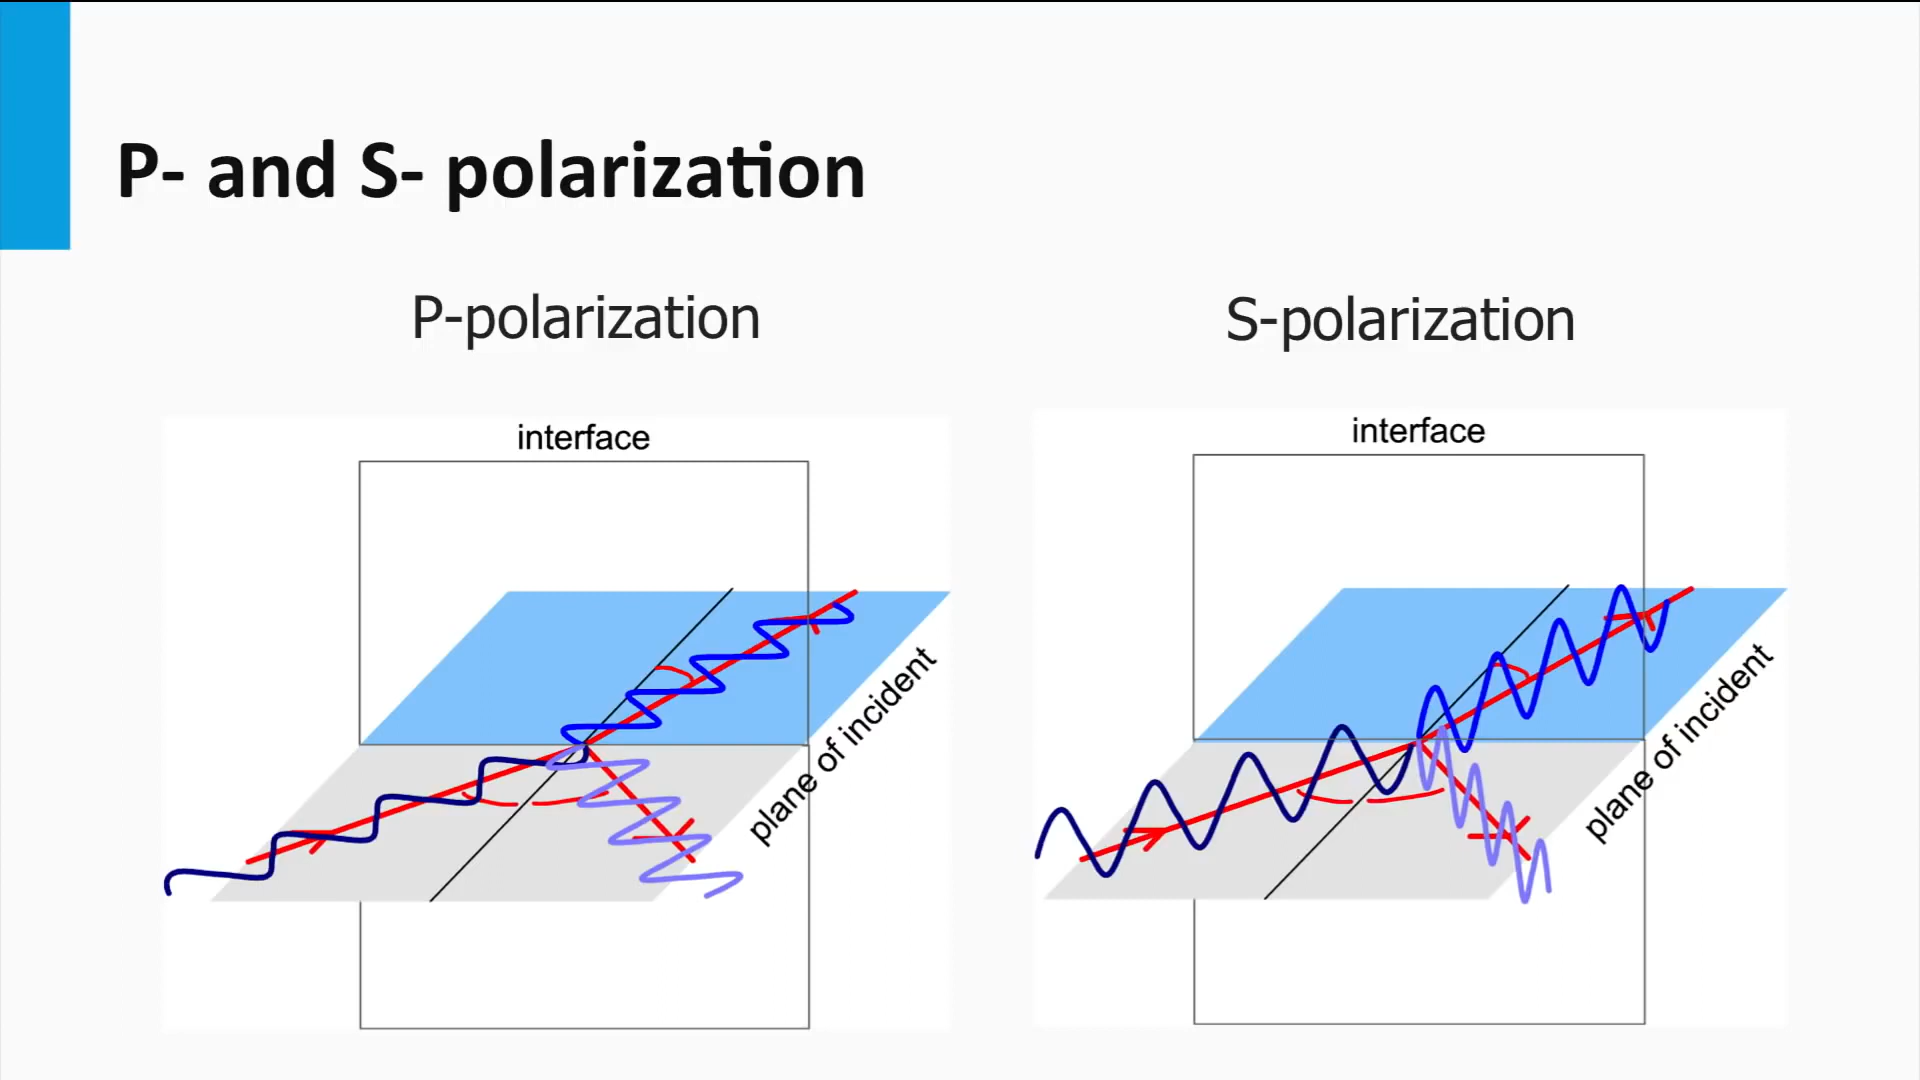 P- and S- polarization
P-polarization
S-polarization
interface
plane of incident
interface
plane of incident